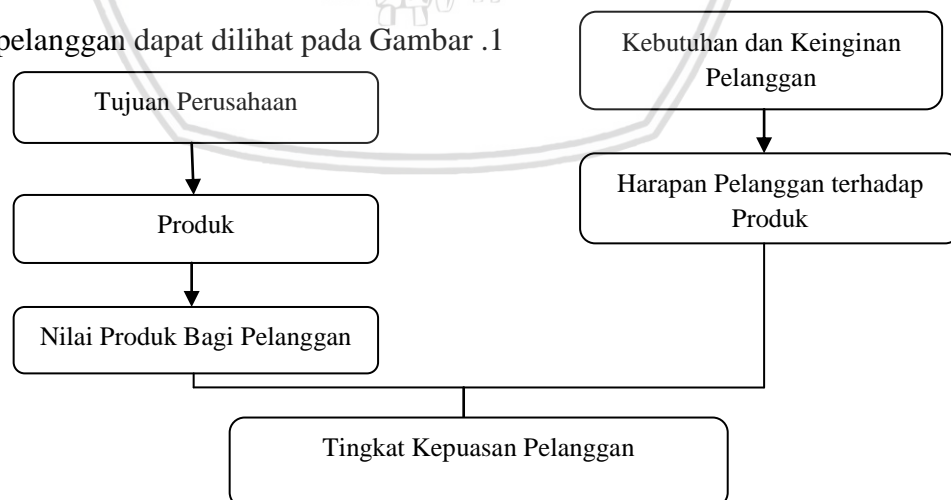 pelanggan dapat dilihat pada Gambar .1
Kebutuhan dan Keinginan
Pelanggan
Tujuan Perusahaan
Harapan Pelanggan terhadap
Produk
Produk
Nilai Produk Bagi Pelanggan
Tingkat Kepuasan Pelanggan